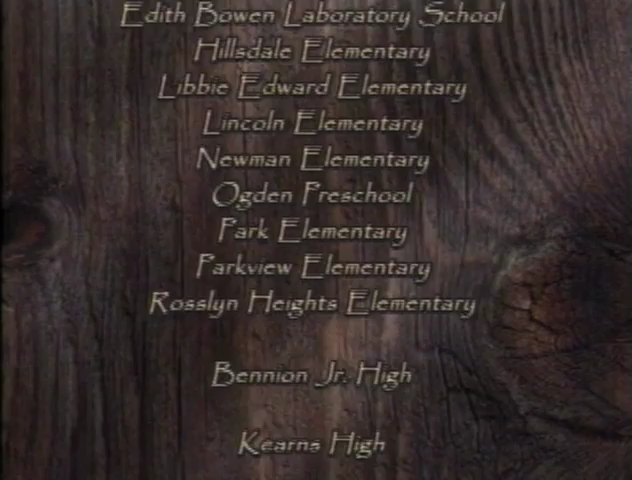 Edith Bowen Laboratory School
Hillsdale Elementary
Libbie Edward Elementary
Lincoln Elementary
Newman Elementary
Ogden Preschool
Park Elementary
Parkview Elementary
Rosslyn Heights Elementary
Bennion Jr. High
Kearns High